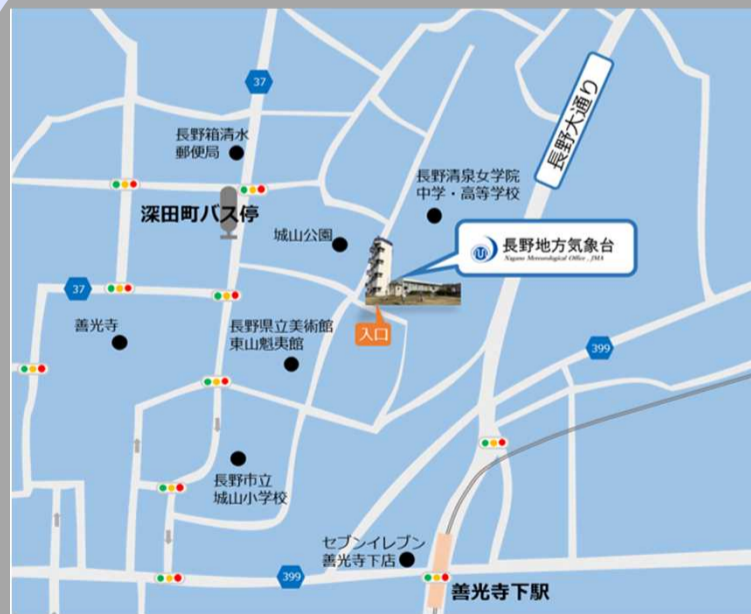 37
長野大通り
長野箱清水
郵便局
長野清泉女学院
中学・高等学校
深田町バス停
城山公園
長野地方気象台
Nagano Meteorological Office , JMA
37
善光寺
長野県立美術館
東山魁夷館
入口
399
長野市立
城山小学校
セブンイレブン
善光寺下店
399
善光寺下駅